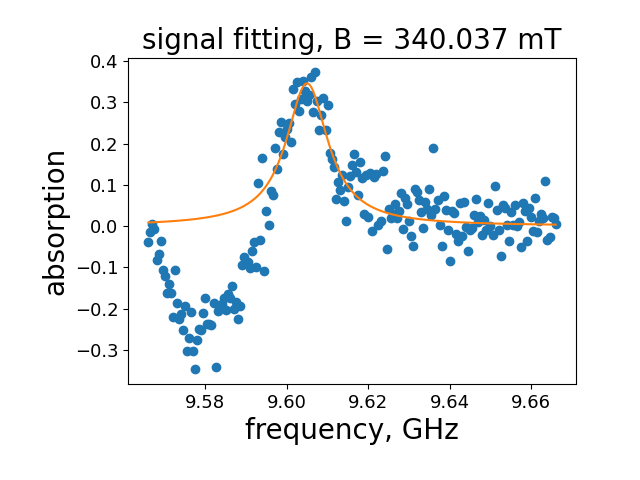 signal fitting, B = 340.037 mT
0.4
0.3
0.2
0.1
0.0
−0.1
−0.2
−0.3
absorption
9.58 9.60 9.62 9.64 9.66
frequency, GHz